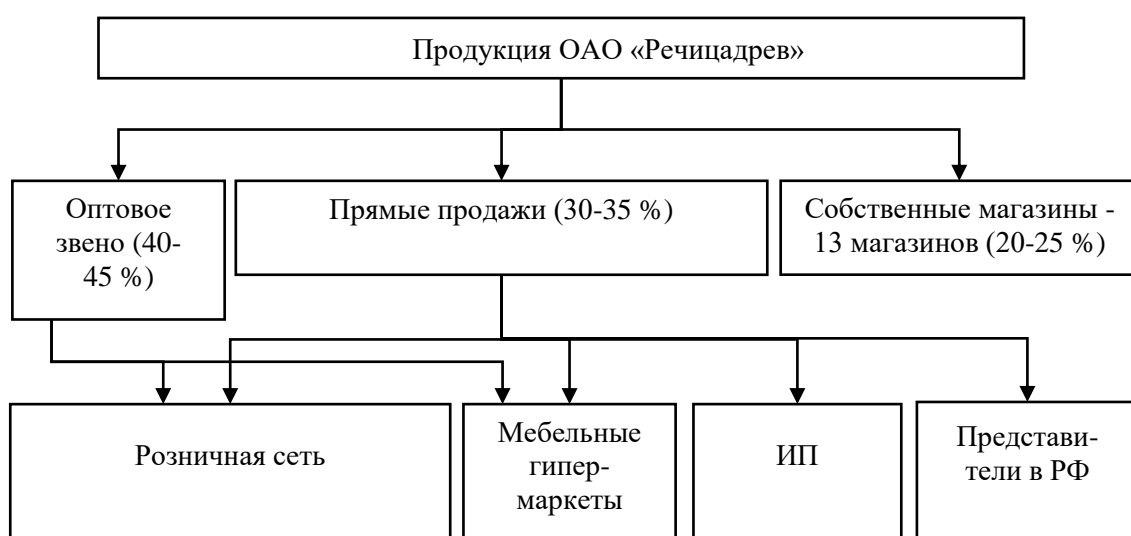 Продукция ОАО «Речицадрев»
Оптовое
звено (40-
45 %)
Прямые продажи (30-35 %)
Собственные магазины -
13 магазинов (20-25 %)
Розничная сеть
Мебельные
гипер-
маркеты
ИП
Представи-
тели в РФ